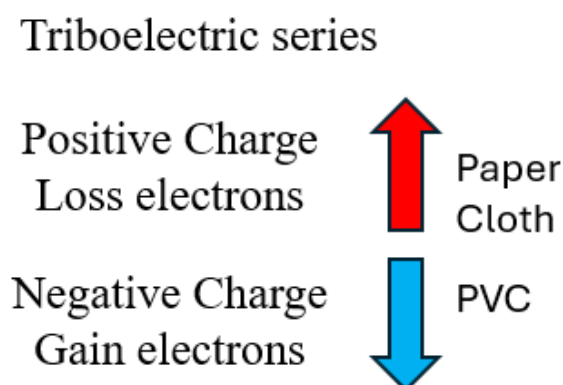 Triboelectric series
Positive Charge
Loss electrons
Paper
Cloth
Negative Charge
Gain electrons
PVC